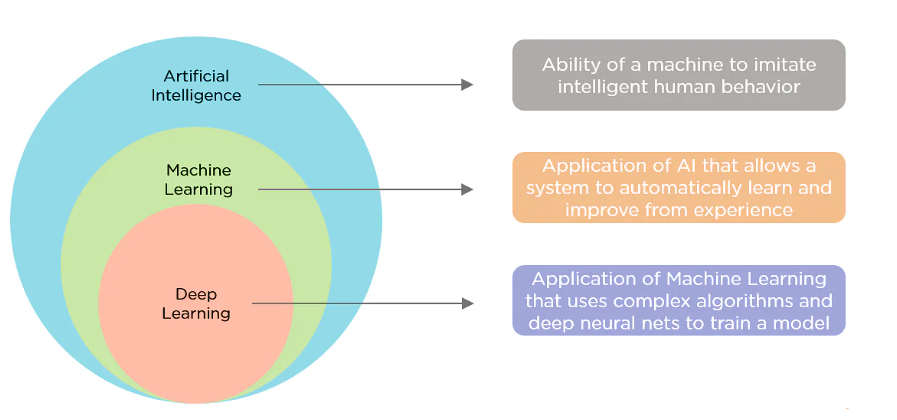 Artificial
Intelligence
Ability of a machine to imitate
intelligent human behavior
Machine
Learning
Application of AI that allows a
system to automatically learn and
improve from experience
Deep
Learning
Application of Machine Learning
that uses complex algorithms and
deep neural nets to train a model